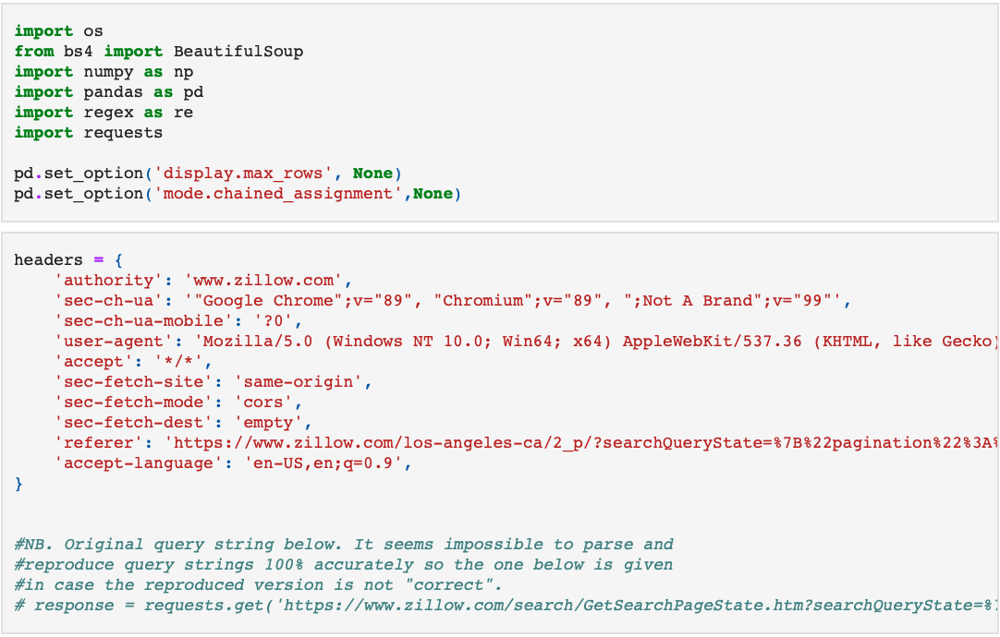 import os
from bs4 import BeautifulSoup
import numpy as np
import pandas as pd
import regex as re
import requests
pd.set_option('display.max_rows', None)
pd.set_option('mode.chained_assignment',None)
headers = {
    'authority': 'www.zillow.com',
    'sec-ch-ua': '"Google Chrome";v="89", "Chromium";v="89", ";Not A Brand";v="99"',
    'sec-ch-ua-mobile': '?0',
    'user-agent': 'Mozilla/5.0 (Windows NT 10.0; Win64; x64) AppleWebKit/537.36 (KHTML, like Gecko)
    'accept': '*/*',
    'sec-fetch-site': 'same-origin',
    'sec-fetch-mode': 'cors',
    'sec-fetch-dest': 'empty',
    'referer': 'https://www.zillow.com/los-angeles-ca/2_p/?searchQueryState=%7B%22pagination%22%3A%
    'accept-language': 'en-US,en;q=0.9',
}
#NB. Original query string below. It seems impossible to parse and
#reproduce query strings 100% accurately so the one below is given
#in case the reproduced version is not "correct".
# response = requests.get('https://www.zillow.com/search/GetSearchPageState.htm?searchQueryState=%